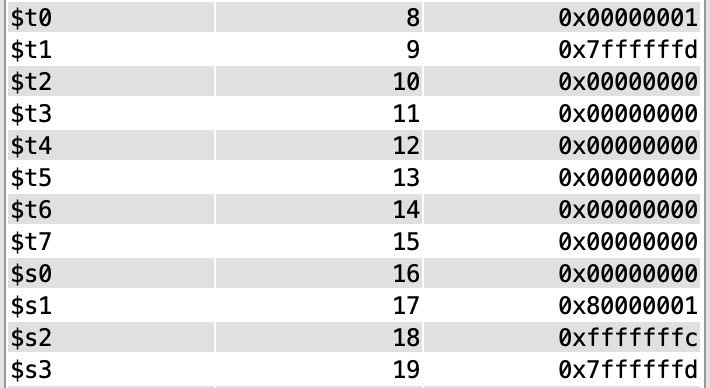 $t0 8 0x00000001
$t1 9 0x7ffffffd
$t2 10 0x00000000
$t3 11 0x00000000
$t4 12 0x00000000
$t5 13 0x00000000
$t6 14 0x00000000
$t7 15 0x00000000
$s0 16 0x00000000
$s1 17 0x80000001
$s2 18 0xfffffffc
$s3 19 0x7ffffffd